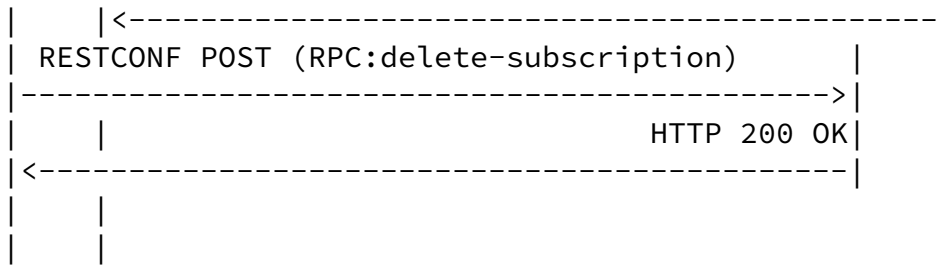 |     |<---------------------------------------------
| RESTCONF POST (RPC:delete-subscription)      |
|--------------------------------------------->|
|     |                              HTTP 200 OK|
|<---------------------------------------------|
|     |
|     |